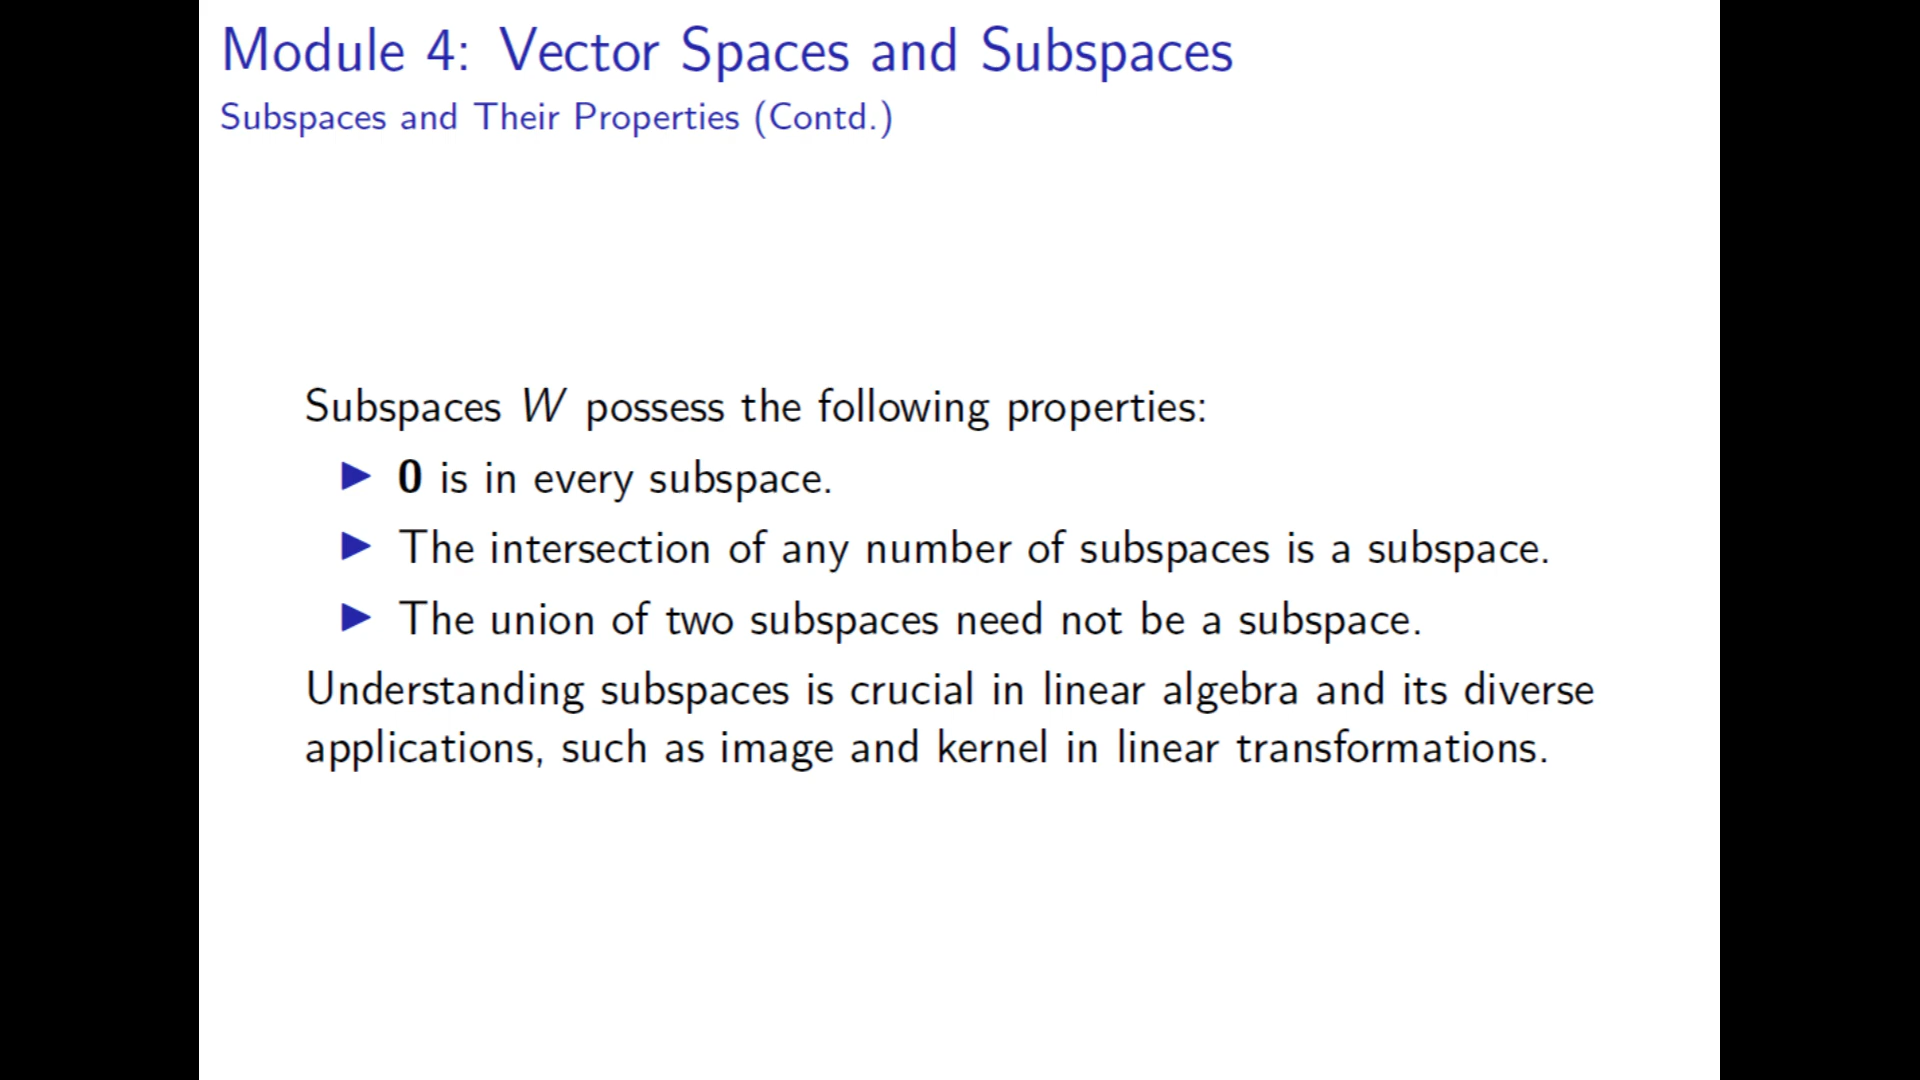 Module 4: Vector Spaces and Subspaces
Subspaces and Their Properties (Contd.)
Subspaces W possess the following properties:
▶ 0 is in every subspace.
▶ The intersection of any number of subspaces is a subspace.
▶ The union of two subspaces need not be a subspace.
Understanding subspaces is crucial in linear algebra and its diverse
applications, such as image and kernel in linear transformations.